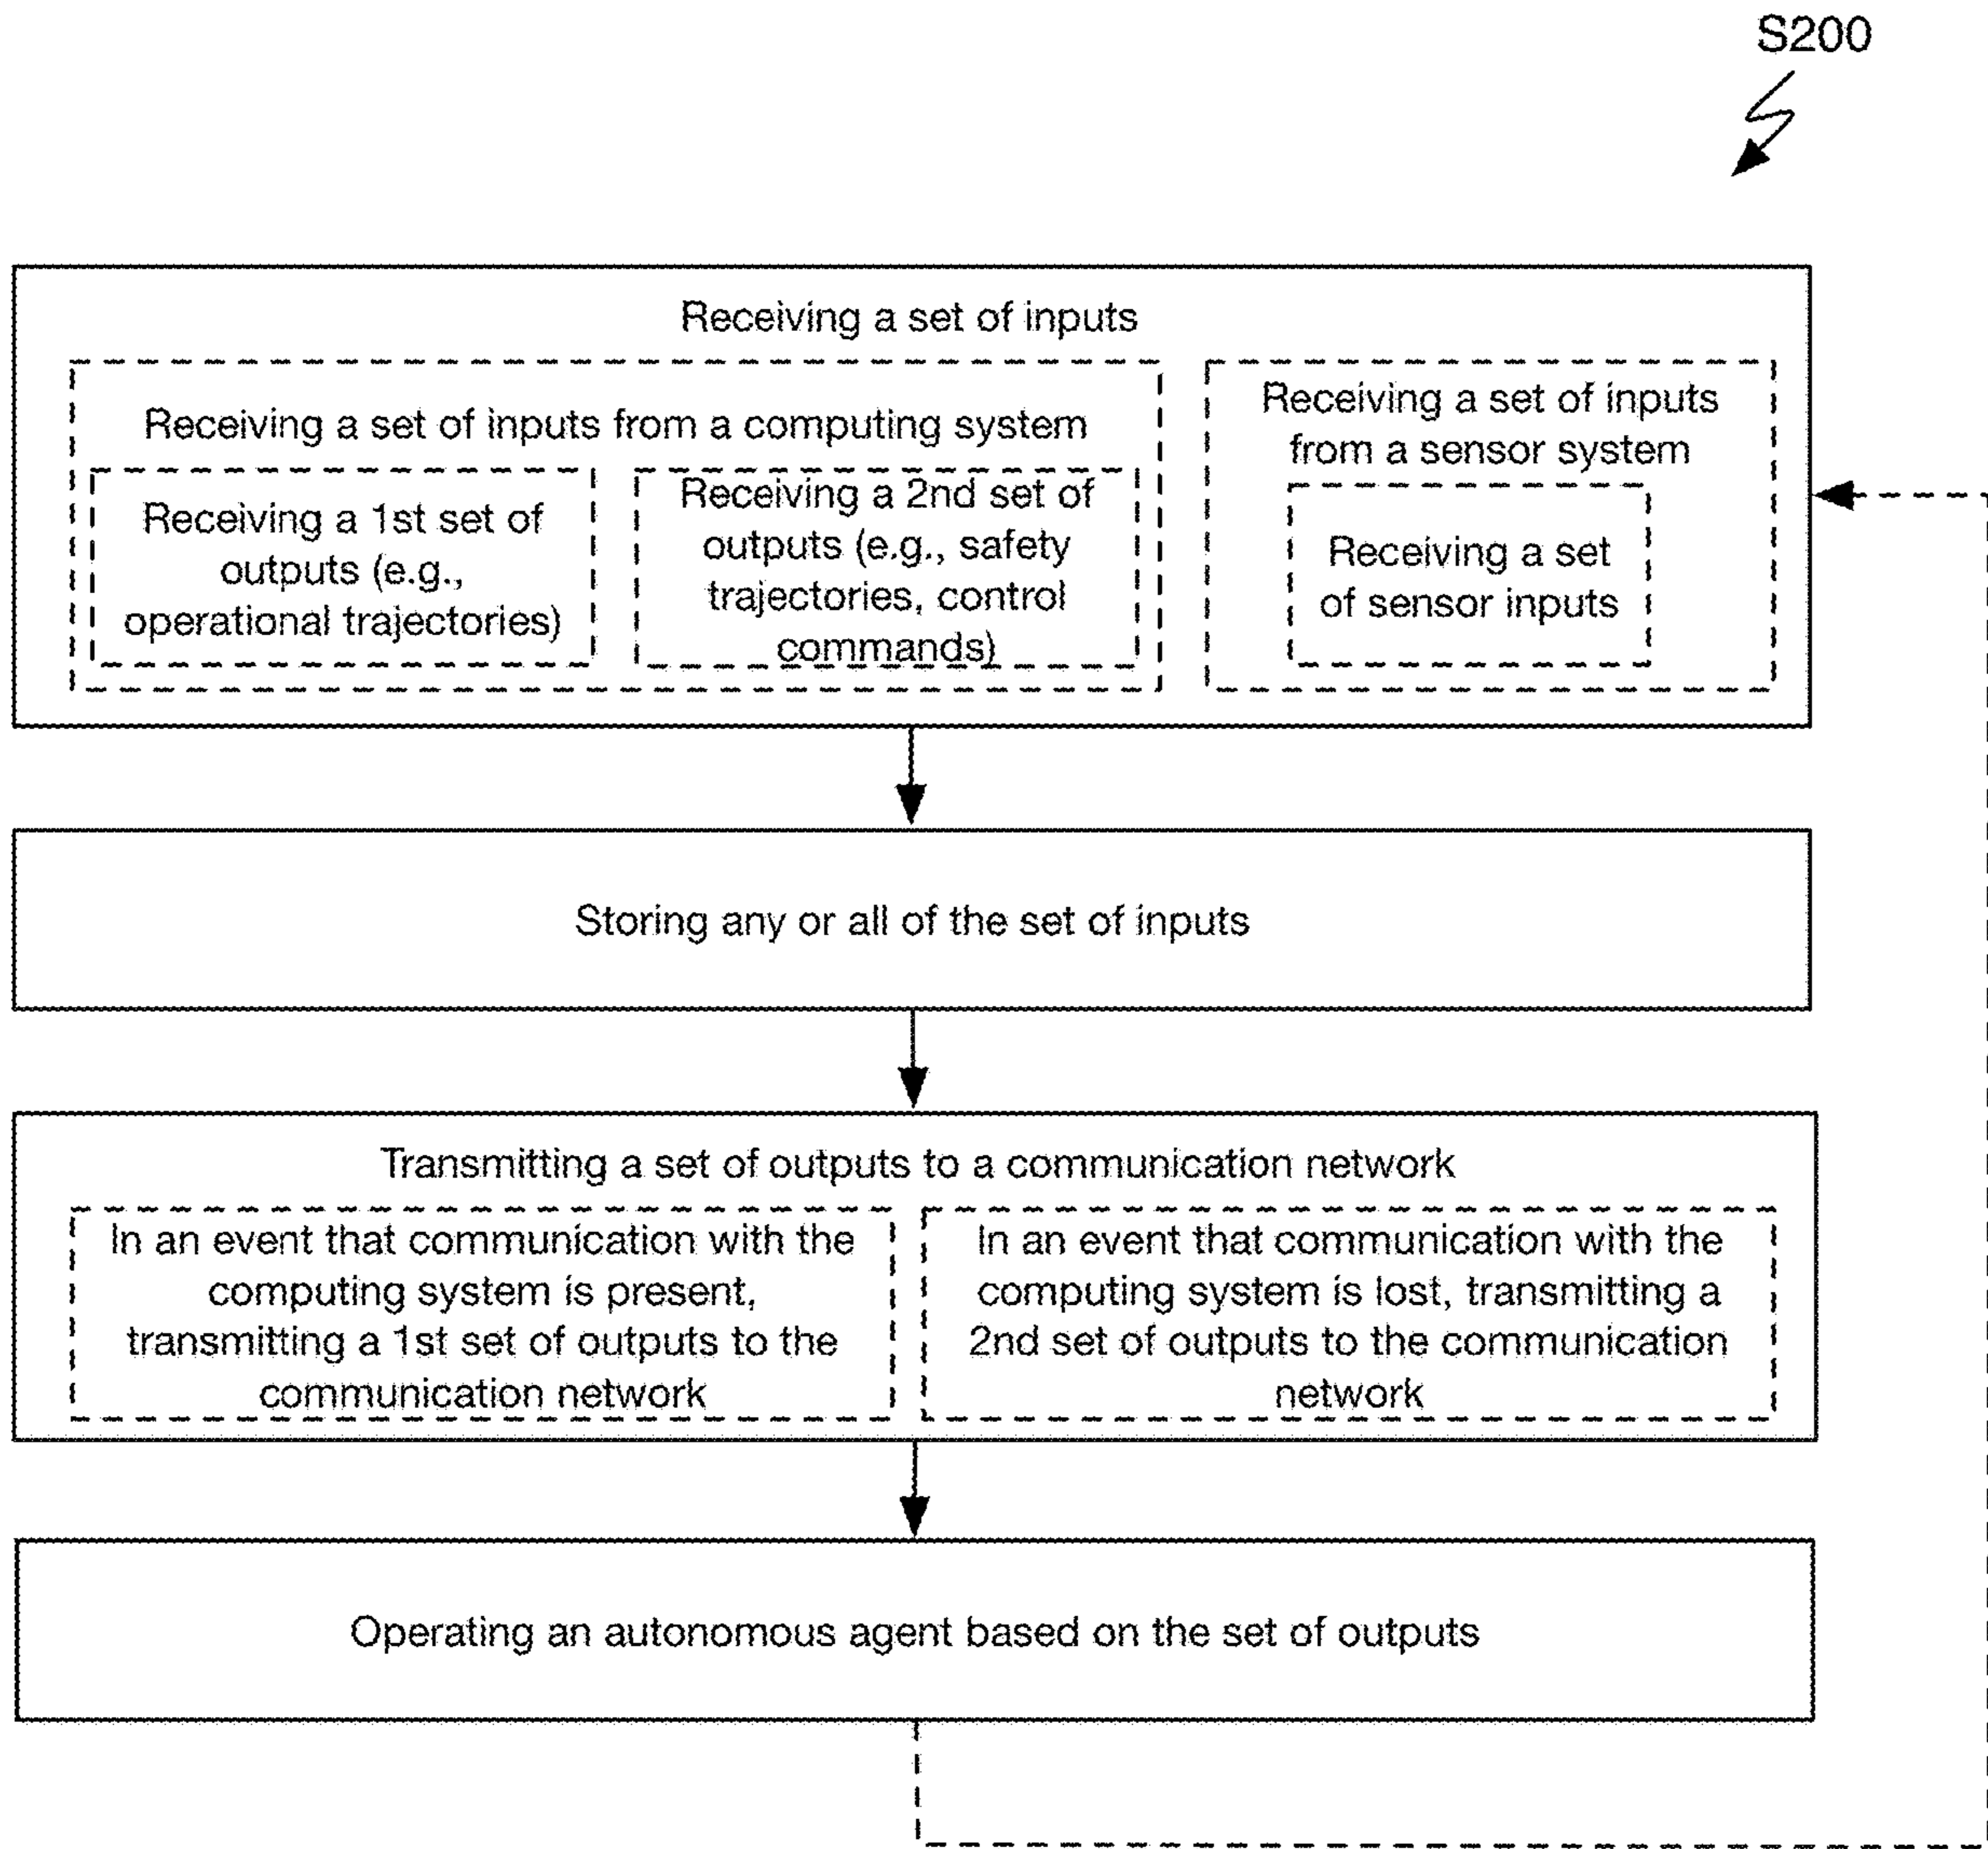 S200
Receiving a set of inputs
Receiving a set of inputs from a computing system
Receiving a 1st set of
outputs (e.g.,
operational trajectories)
Receiving a 2nd set of
outputs (e.g., safety
trajectories, control
commands)
Receiving a set of inputs
from a sensor system
Receiving a set
of sensor inputs
Storing any or all of the set of inputs
Transmitting a set of outputs to a communication network
In an event that communication with the
computing system is present,
transmitting a 1st set of outputs to the
communication network
In an event that communication with the
computing system is lost, transmitting a
2nd set of outputs to the communication
network
Operating an autonomous agent based on the set of outputs